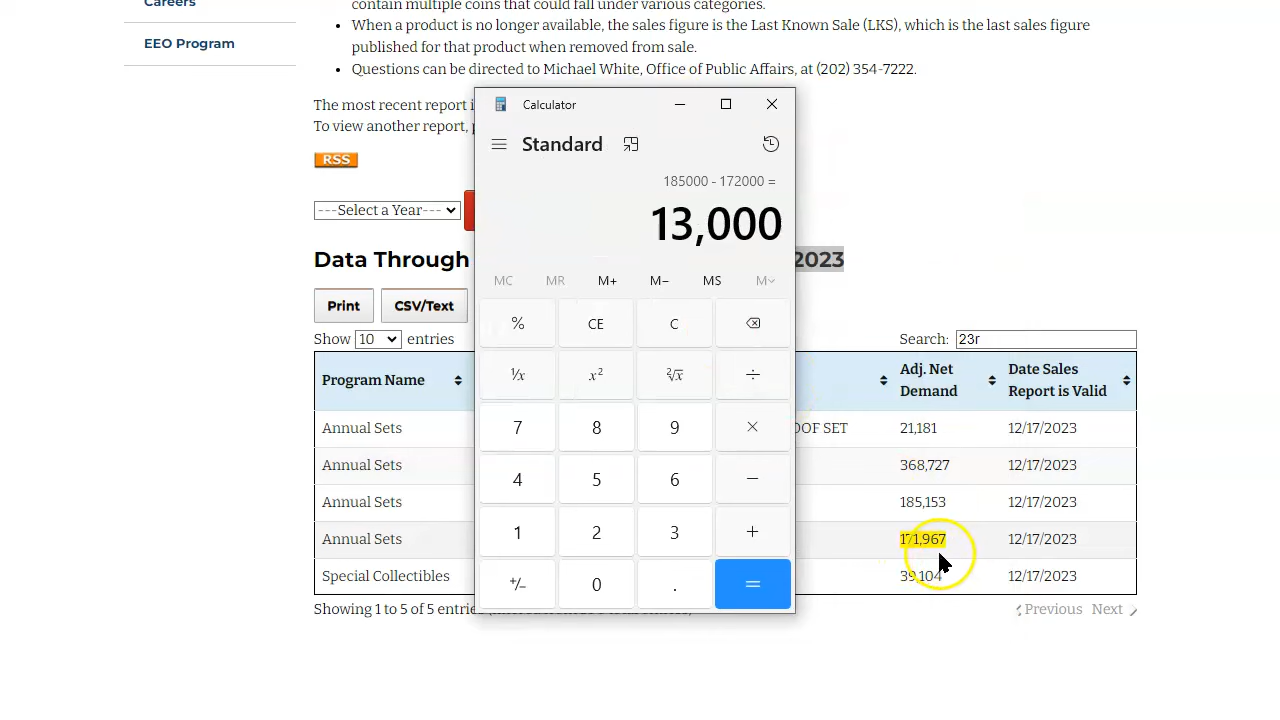 Careers
contain multiple coins that could fall under various categories.
• When a product is no longer available, the sales figure is the Last Known Sale (LKS), which is the last sales figure
published for that product when removed from sale.
EEO Program
• Questions can be directed to Michael White, Office of Public Affairs, at (202) 354-7222.
The most recent report
To view another report,
RSS
---Select a Year---
Data Through
2023
Print
CSV/Text
Show 10 entries
Search: 23r
Program Name
Adj. Net
Demand
Date Sales
Report is Valid
Annual Sets
OOF SET
21,181
12/17/2023
Annual Sets
368,727
12/17/2023
Annual Sets
185,153
12/17/2023
Annual Sets
171,967
12/17/2023
Special Collectibles
39,104
12/17/2023
Showing 1 to 5 of 5
Previous Next
Calculator
Standard
185000 - 172000 =
13,000
MC MR M+ M− MS M˅
% CE C
¹/x x² ²√x ÷
7 8 9 ×
4 5 6 −
1 2 3 +
+/− 0 . =